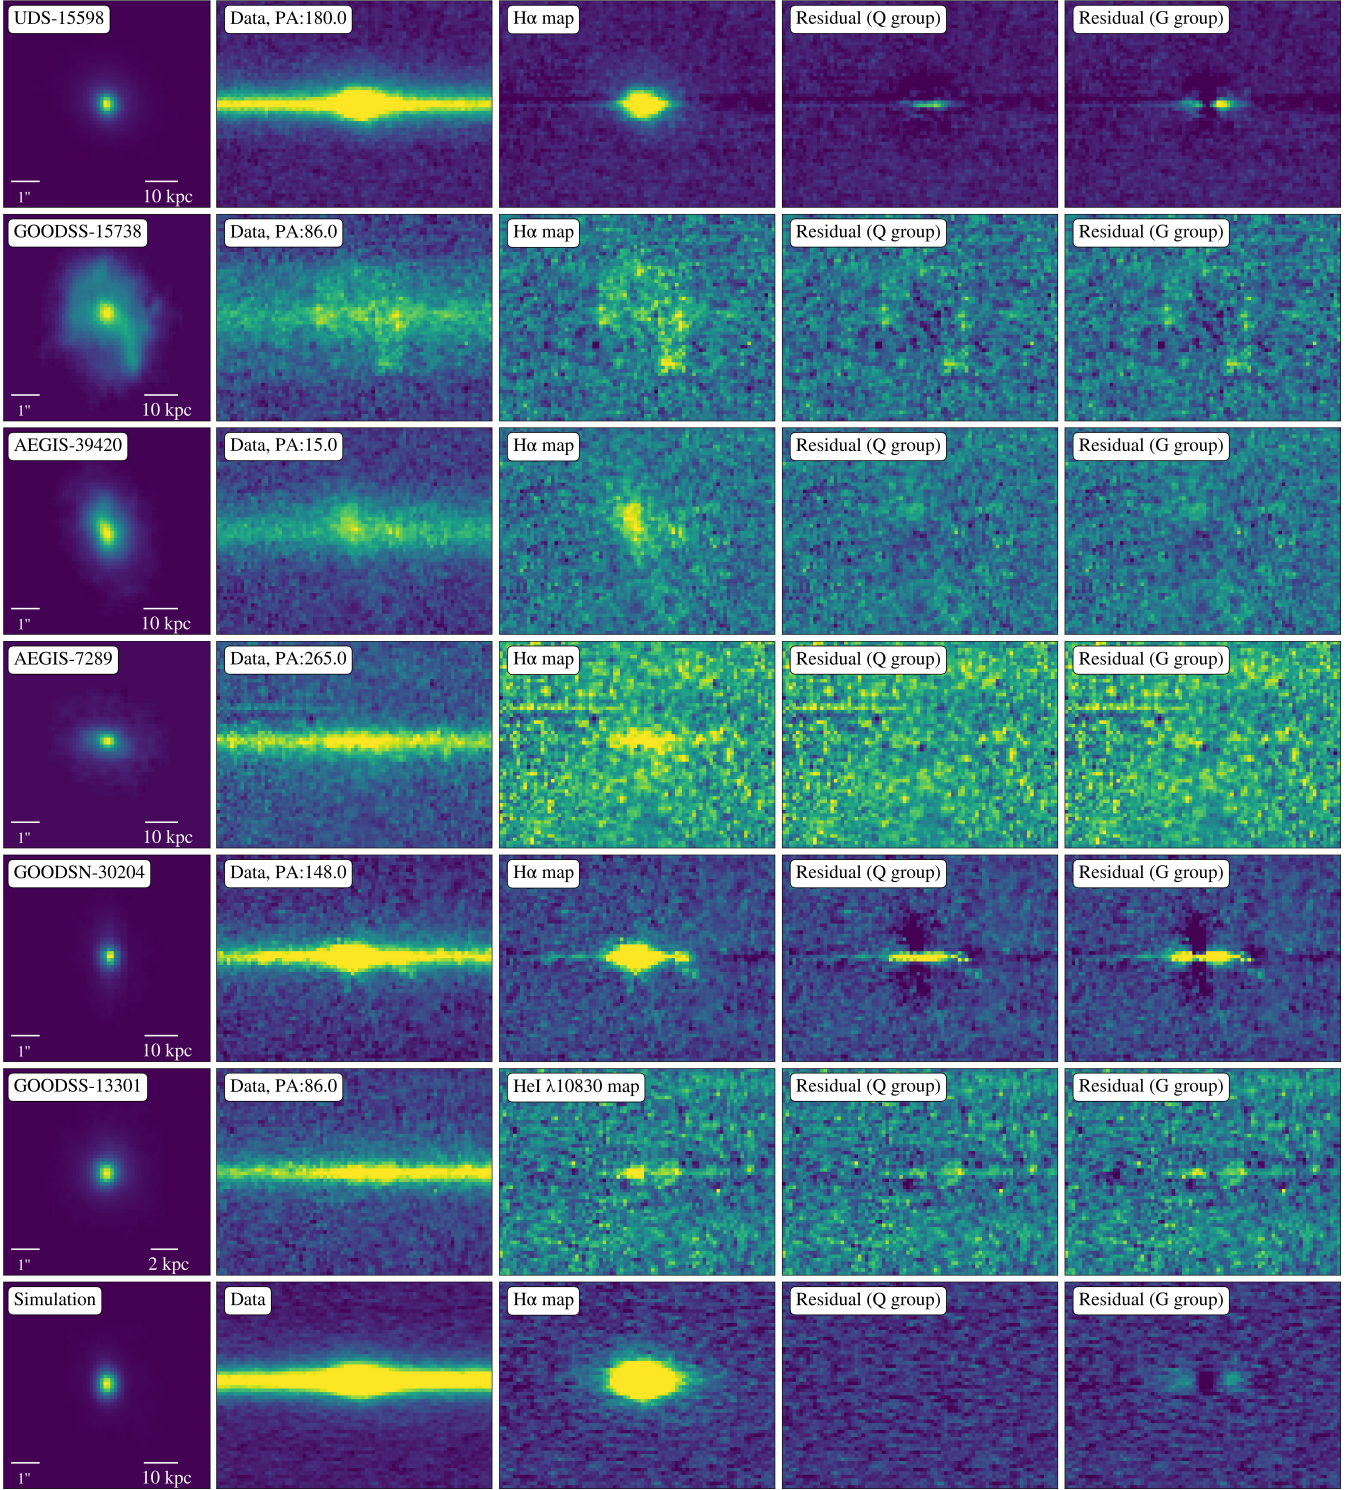 UDS-15598
Data, PA:180.0
Hα map
Residual (Q group)
Residual (G group)
1"
10 kpc
GOODSS-15738
Data, PA:86.0
Hα map
Residual (Q group)
Residual (G group)
1"
10 kpc
AEGIS-39420
Data, PA:15.0
Hα map
Residual (Q group)
Residual (G group)
1"
10 kpc
AEGIS-7289
Data, PA:265.0
Hα map
Residual (Q group)
Residual (G group)
1"
10 kpc
GOODSN-30204
Data, PA:148.0
Hα map
Residual (Q group)
Residual (G group)
1"
10 kpc
GOODSS-13301
Data, PA:86.0
HeI λ10830 map
Residual (Q group)
Residual (G group)
1"
2 kpc
Simulation
Data
Hα map
Residual (Q group)
Residual (G group)
1"
10 kpc